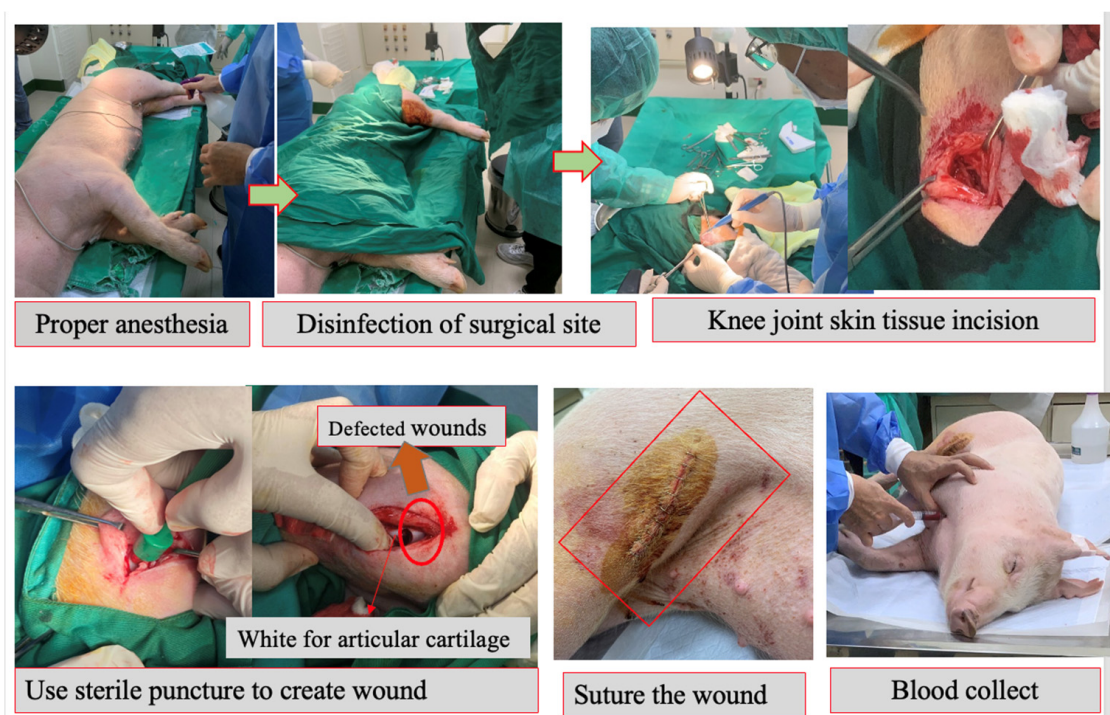 Proper anesthesia
Disinfection of surgical site
Knee joint skin tissue incision
Defected wounds
White for articular cartilage
Use sterile puncture to create wound
Suture the wound
Blood collect